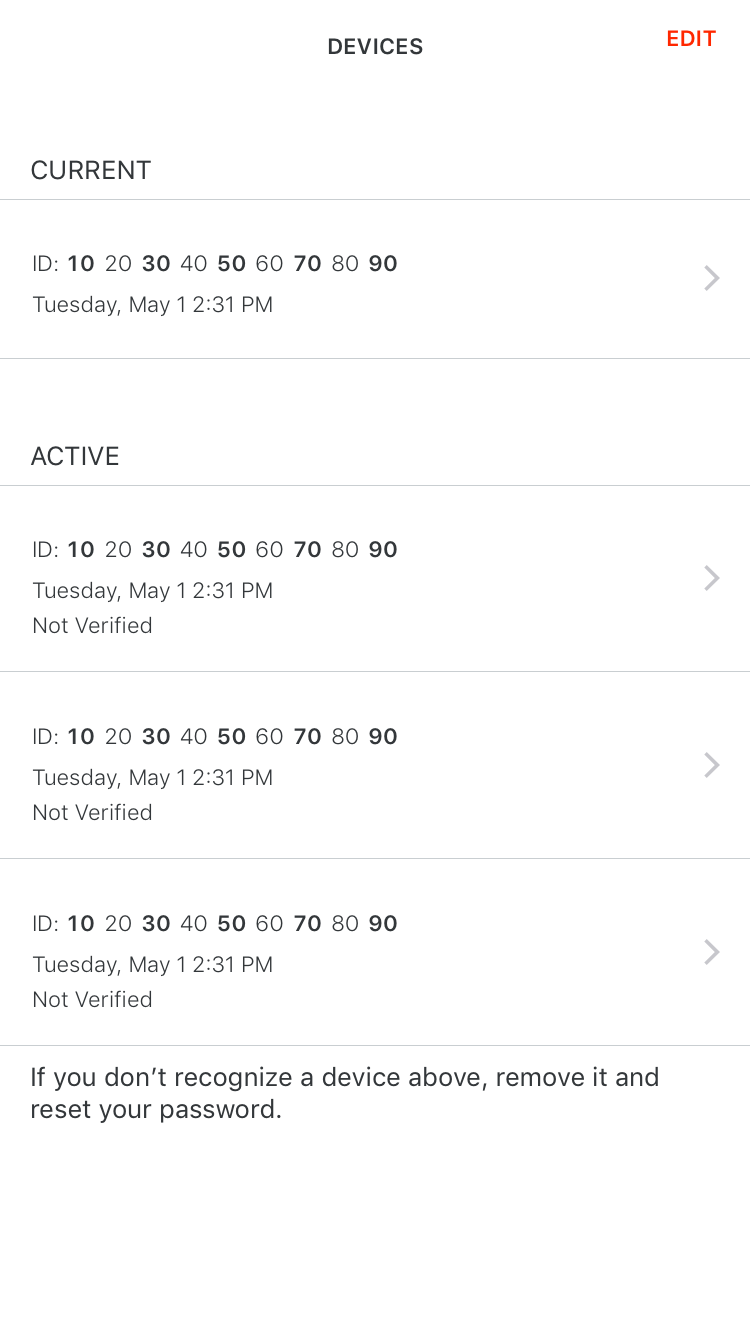 DEVICES
EDIT
CURRENT
ID: 10 20 30 40 50 60 70 80 90
Tuesday, May 1 2:31 PM
ACTIVE
ID: 10 20 30 40 50 60 70 80 90
Tuesday, May 1 2:31 PM
Not Verified
ID: 10 20 30 40 50 60 70 80 90
Tuesday, May 1 2:31 PM
Not Verified
ID: 10 20 30 40 50 60 70 80 90
Tuesday, May 1 2:31 PM
Not Verified
If you don’t recognize a device above, remove it and
reset your password.